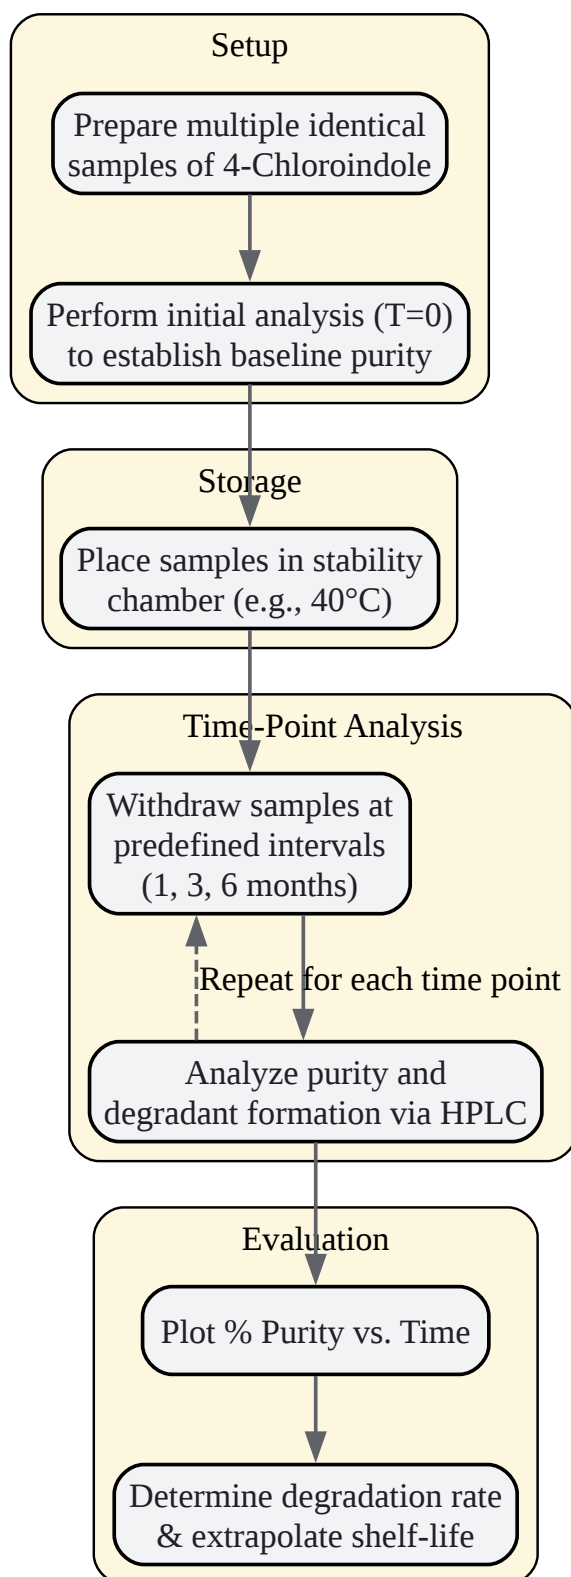 Setup
Prepare multiple identical
samples of 4-Chloroindole
Perform initial analysis (T=0)
to establish baseline purity
Storage
Place samples in stability
chamber (e.g., 40°C)
Time-Point Analysis
Withdraw samples at
predefined intervals
(1, 3, 6 months)
Repeat for each time point
Analyze purity and
degradant formation via HPLC
Evaluation
Plot % Purity vs. Time
Determine degradation rate
& extrapolate shelf-life